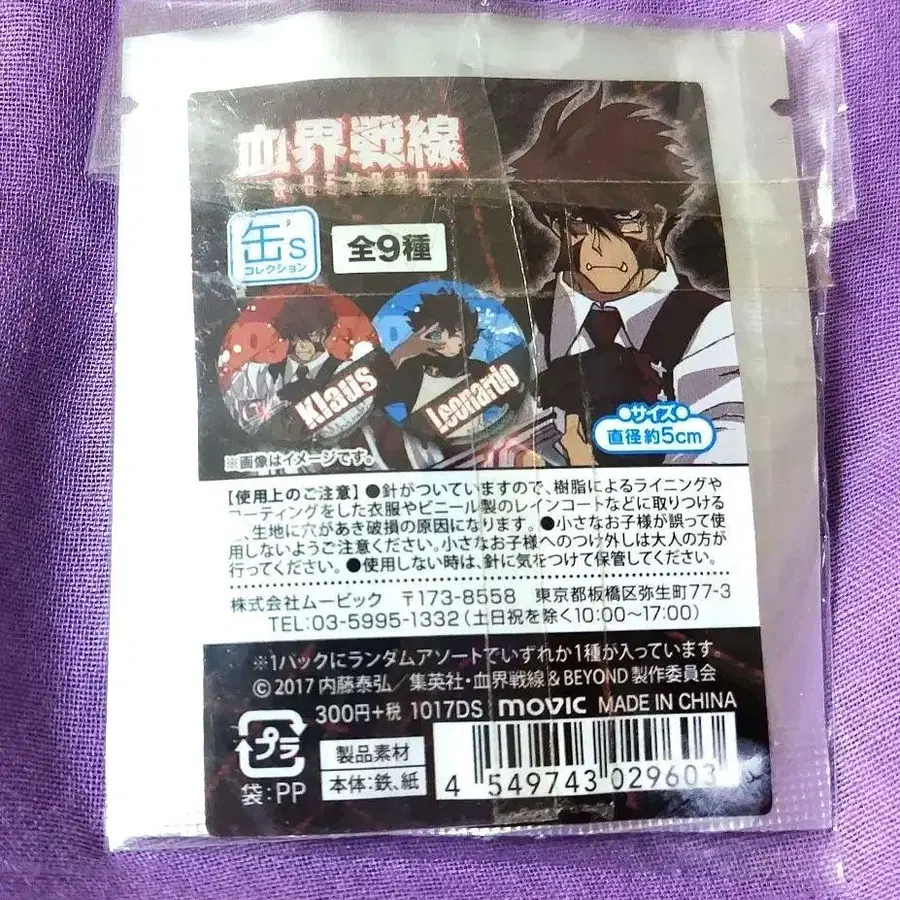 血界戦線
& BEYOND
缶's
コレクション
全9種
Klaus
Leonardo
●サイズ●
直径約5cm
※画像はイメージです。
【使用上のご注意】●針がついていますので、樹脂によるライニングや
コーティングをした衣服やビニール製のレインコートなどに取りつける
、生地に穴があき破損の原因になります。●小さなお子様が誤って使
用しないようご注意ください。小さなお子様へのつけ外しは大人の方が
行ってください。●使用しない時は、針に気をつけて保管してください。
株式会社ムービック 〒173-8558 東京都板橋区弥生町77-3
TEL:03-5995-1332(土日祝を除く10:00~17:00)
※1パックにランダムアソートでいずれか1種が入っています。
© 2017 内藤泰弘/集英社・血界戦線 & BEYOND 製作委員会
300円+税 1017DS movic MADE IN CHINA
プラ
袋:PP
製品素材
本体:鉄、紙
4 549743 029603